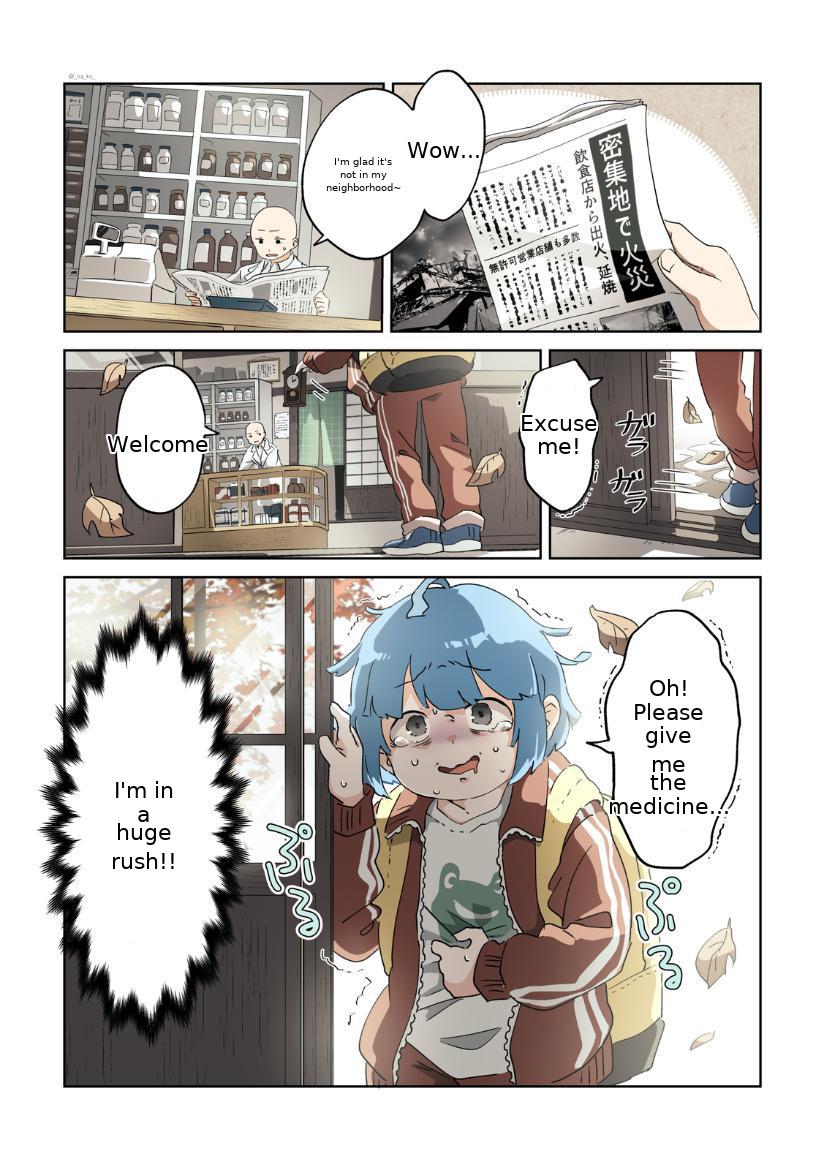 @_na_ko_
Wow...
I'm glad it's
not in my
neighborhood~
密集地で火災
飲食店から出火、延焼
無許可営業店舗も多数
Excuse
me!
ガラ
ガラ
Welcome
Oh!
Please
give
me
the
medicine...
ぷる
ぷる
I'm in
a
huge
rush!!